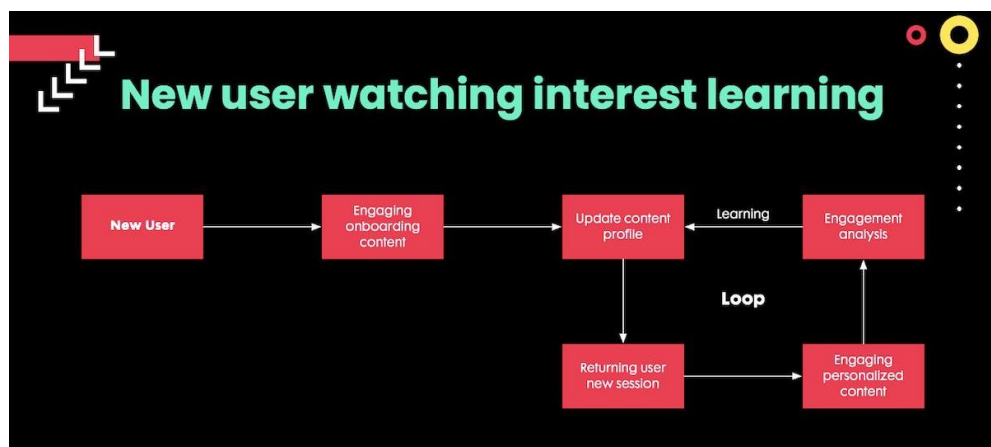 New user watching interest learning
New User
Engaging
onboarding
content
Update content
profile
Learning
Engagement
analysis
Loop
Returning user
new session
Engaging
personalized
content